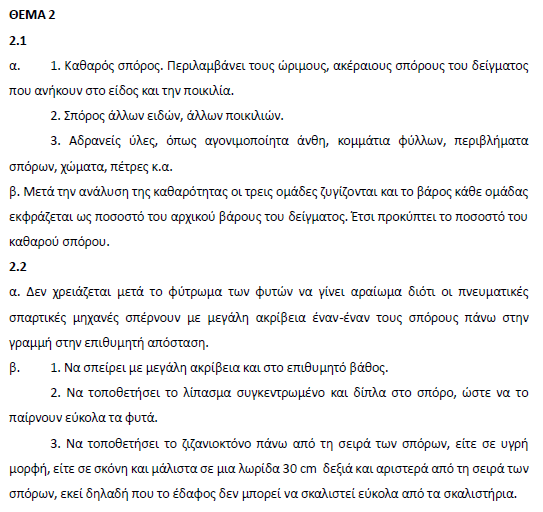 ΘΕΜΑ 2
2.1
α. 1. Καθαρός σπόρος. Περιλαμβάνει τους ώριμους, ακέραιους σπόρους του δείγματος
που ανήκουν στο είδος και την ποικιλία.
2. Σπόρος άλλων ειδών, άλλων ποικιλιών.
3. Αδρανείς ύλες, όπως αγονιμοποίητα άνθη, κομμάτια φύλλων, περιβλήματα
σπόρων, χώματα, πέτρες κ.α.
β. Μετά την ανάλυση της καθαρότητας οι τρεις ομάδες ζυγίζονται και το βάρος κάθε ομάδας
εκφράζεται ως ποσοστό του αρχικού βάρους του δείγματος. Έτσι προκύπτει το ποσοστό του
καθαρού σπόρου.
2.2
α. Δεν χρειάζεται μετά το φύτρωμα των φυτών να γίνει αραίωμα διότι οι πνευματικές
σπαρτικές μηχανές σπέρνουν με μεγάλη ακρίβεια έναν-έναν τους σπόρους πάνω στην
γραμμή στην επιθυμητή απόσταση.
β. 1. Να σπείρει με μεγάλη ακρίβεια και στο επιθυμητό βάθος.
2. Να τοποθετήσει το λίπασμα συγκεντρωμένο και δίπλα στο σπόρο, ώστε να το
παίρνουν εύκολα τα φυτά.
3. Να τοποθετήσει το ζιζανιοκτόνο πάνω από τη σειρά των σπόρων, είτε σε υγρή
μορφή, είτε σε σκόνη και μάλιστα σε μια λωρίδα 30 cm δεξιά και αριστερά από τη σειρά των
σπόρων, εκεί δηλαδή που το έδαφος δεν μπορεί να σκαλιστεί εύκολα από τα σκαλιστήρια.